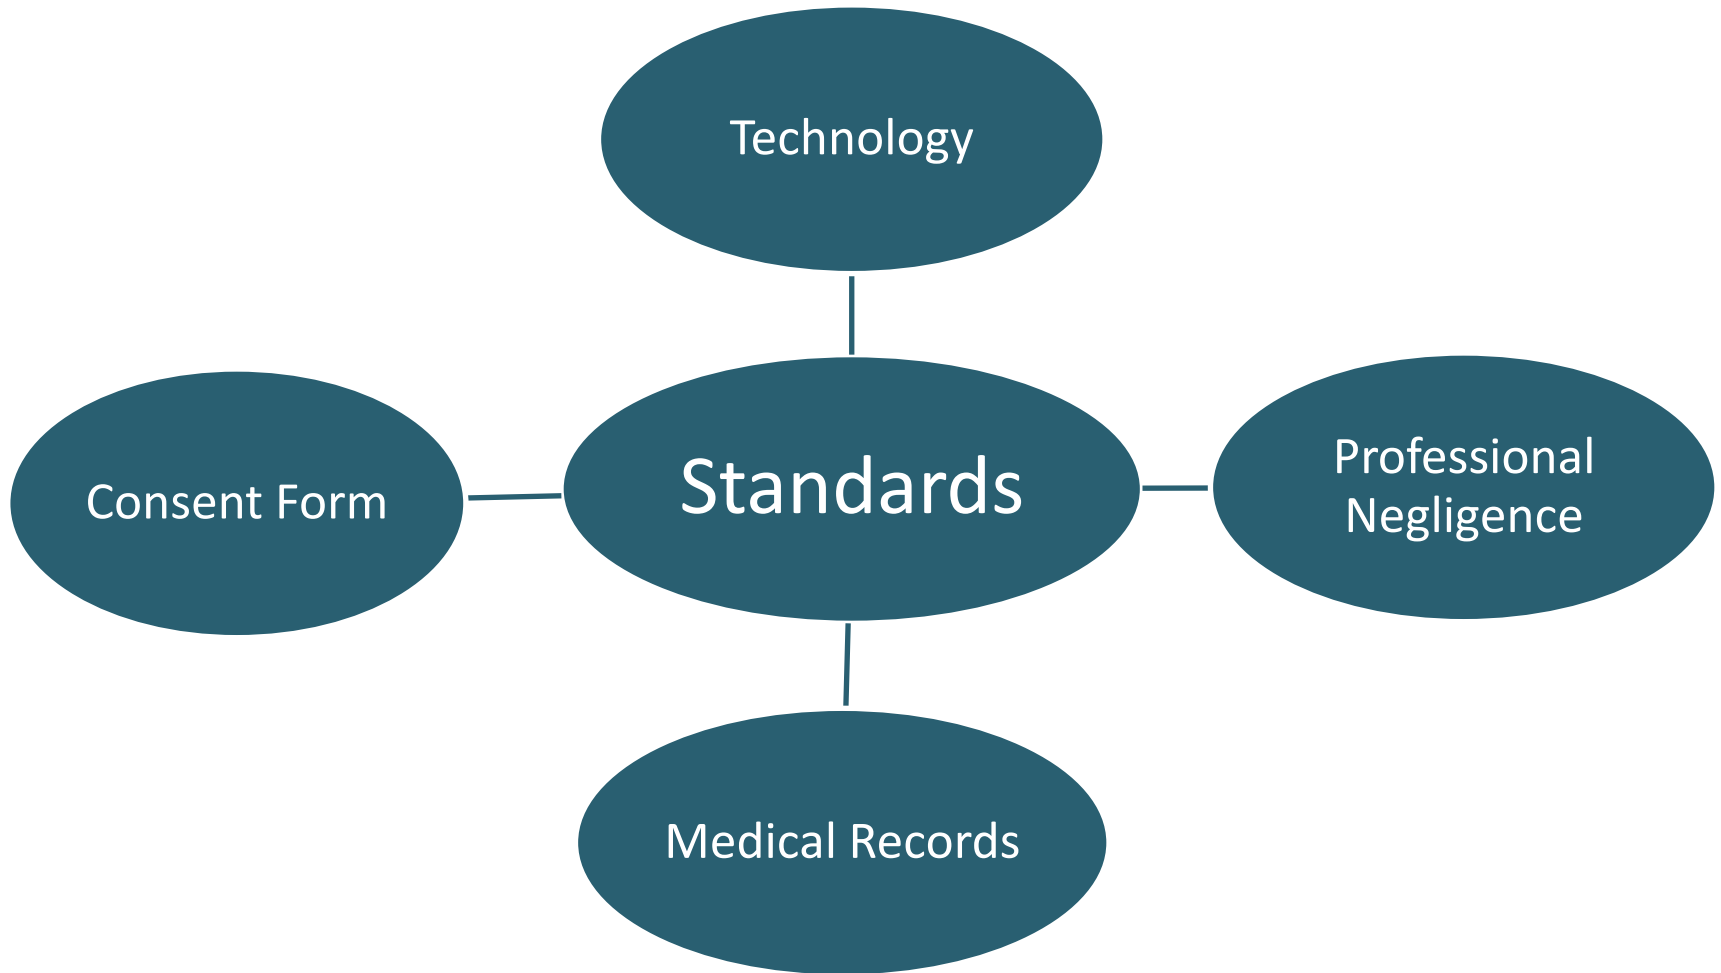 Technology
Consent Form
Standards
Professional
Negligence
Medical Records